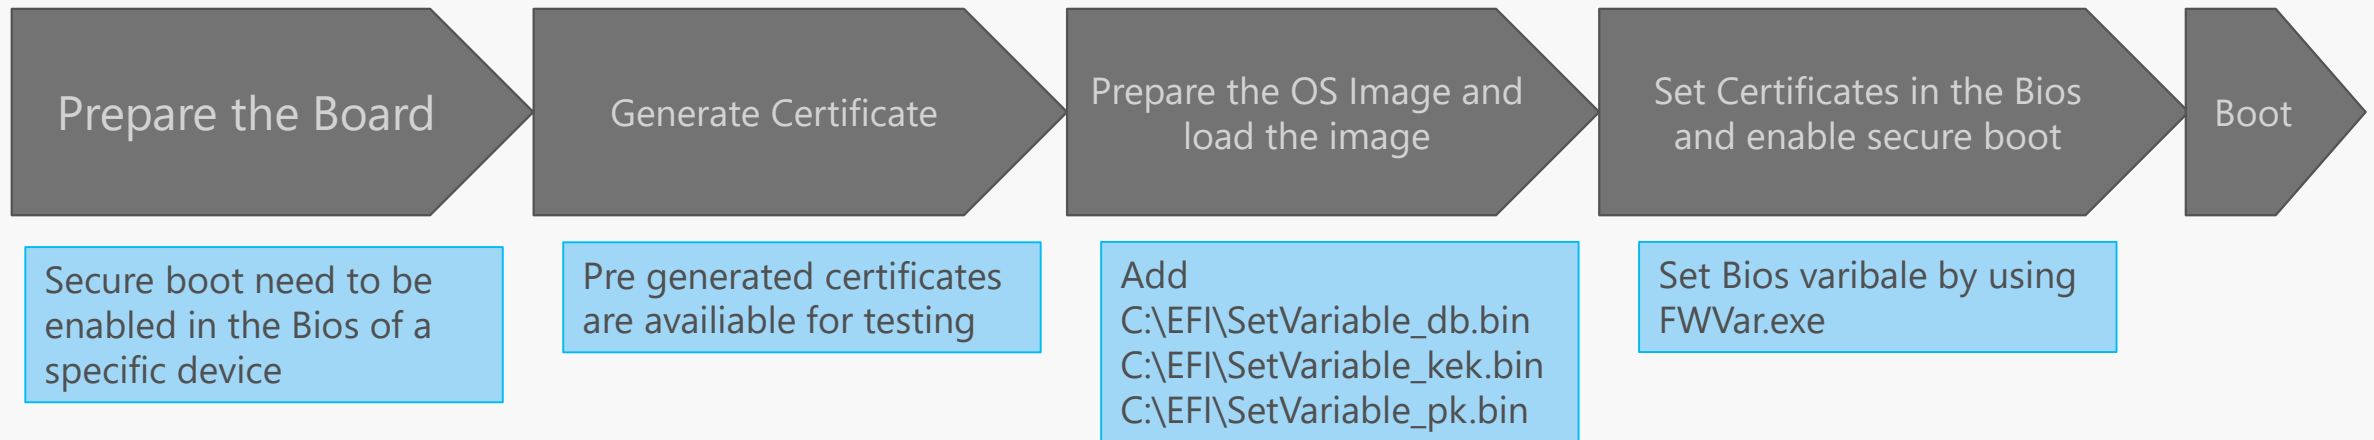 Prepare the Board
Generate Certificate
Prepare the OS Image and
load the image
Set Certificates in the Bios
and enable secure boot
Boot
Secure boot need to be
enabled in the Bios of a
specific device
Pre generated certificates
are availiable for testing
Add
C:\EFI\SetVariable_db.bin
C:\EFI\SetVariable_kek.bin
C:\EFI\SetVariable_pk.bin
Set Bios varibale by using
FWVar.exe